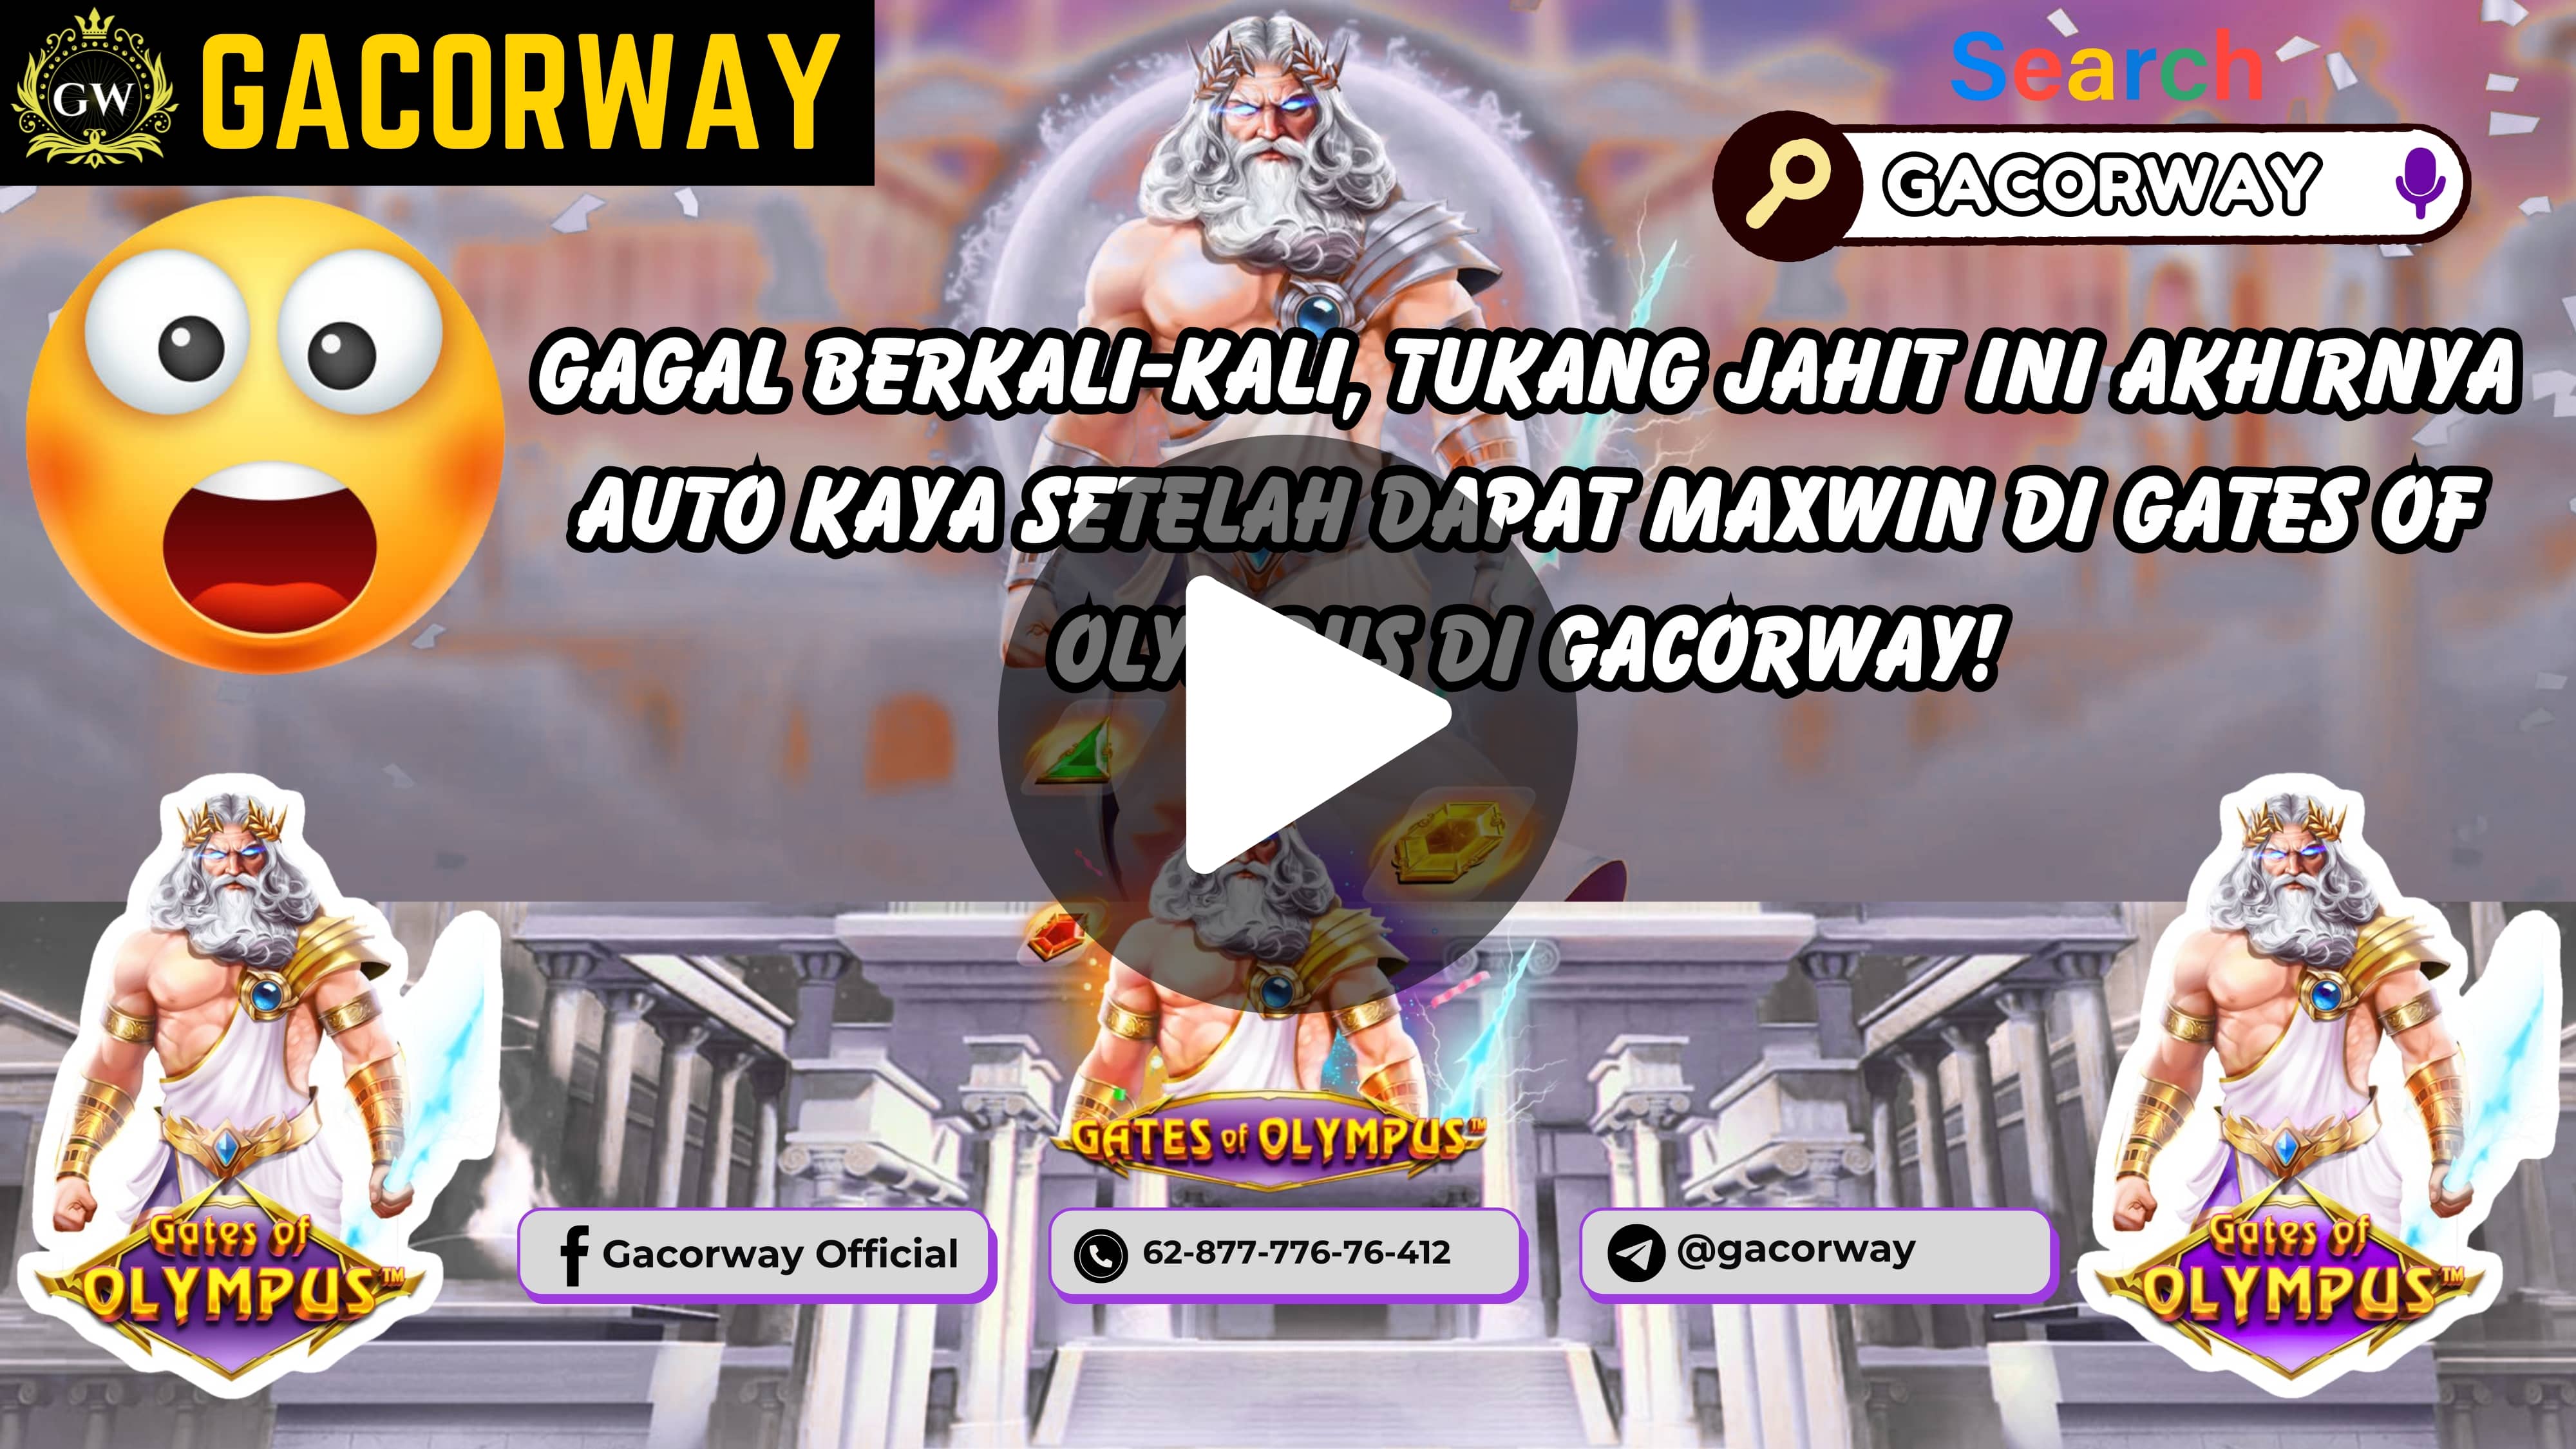 GW GACORWAY
Search
GACORWAY
GAGAL BERKALI-KALI, TUKANG JAHIT INI AKHIRNYA
AUTO KAYA SETELAH DAPAT MAXWIN DI GATES OF
OLYMPUS DI GACORWAY!
GATES of OLYMPUS™
Gates of
OLYMPUS™
Gacorway Official
62-877-776-76-412
@gacorway
Gates of
OLYMPUS™